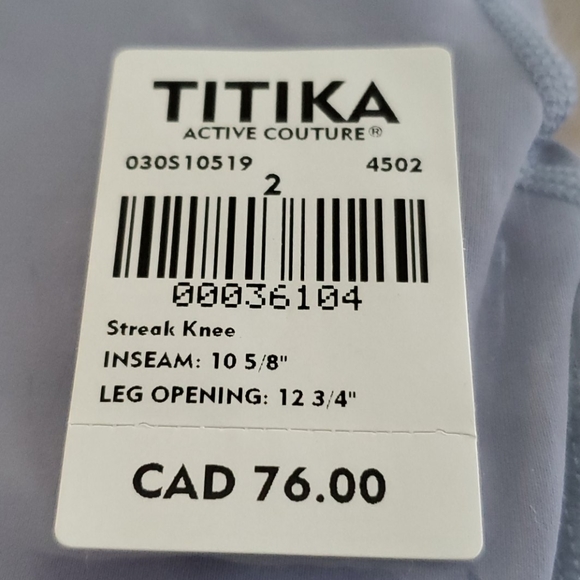 TITIKA
ACTIVE COUTURE®
030S10519 4502
2
00036104
Streak Knee
INSEAM: 10 5/8"
LEG OPENING: 12 3/4"
CAD 76.00